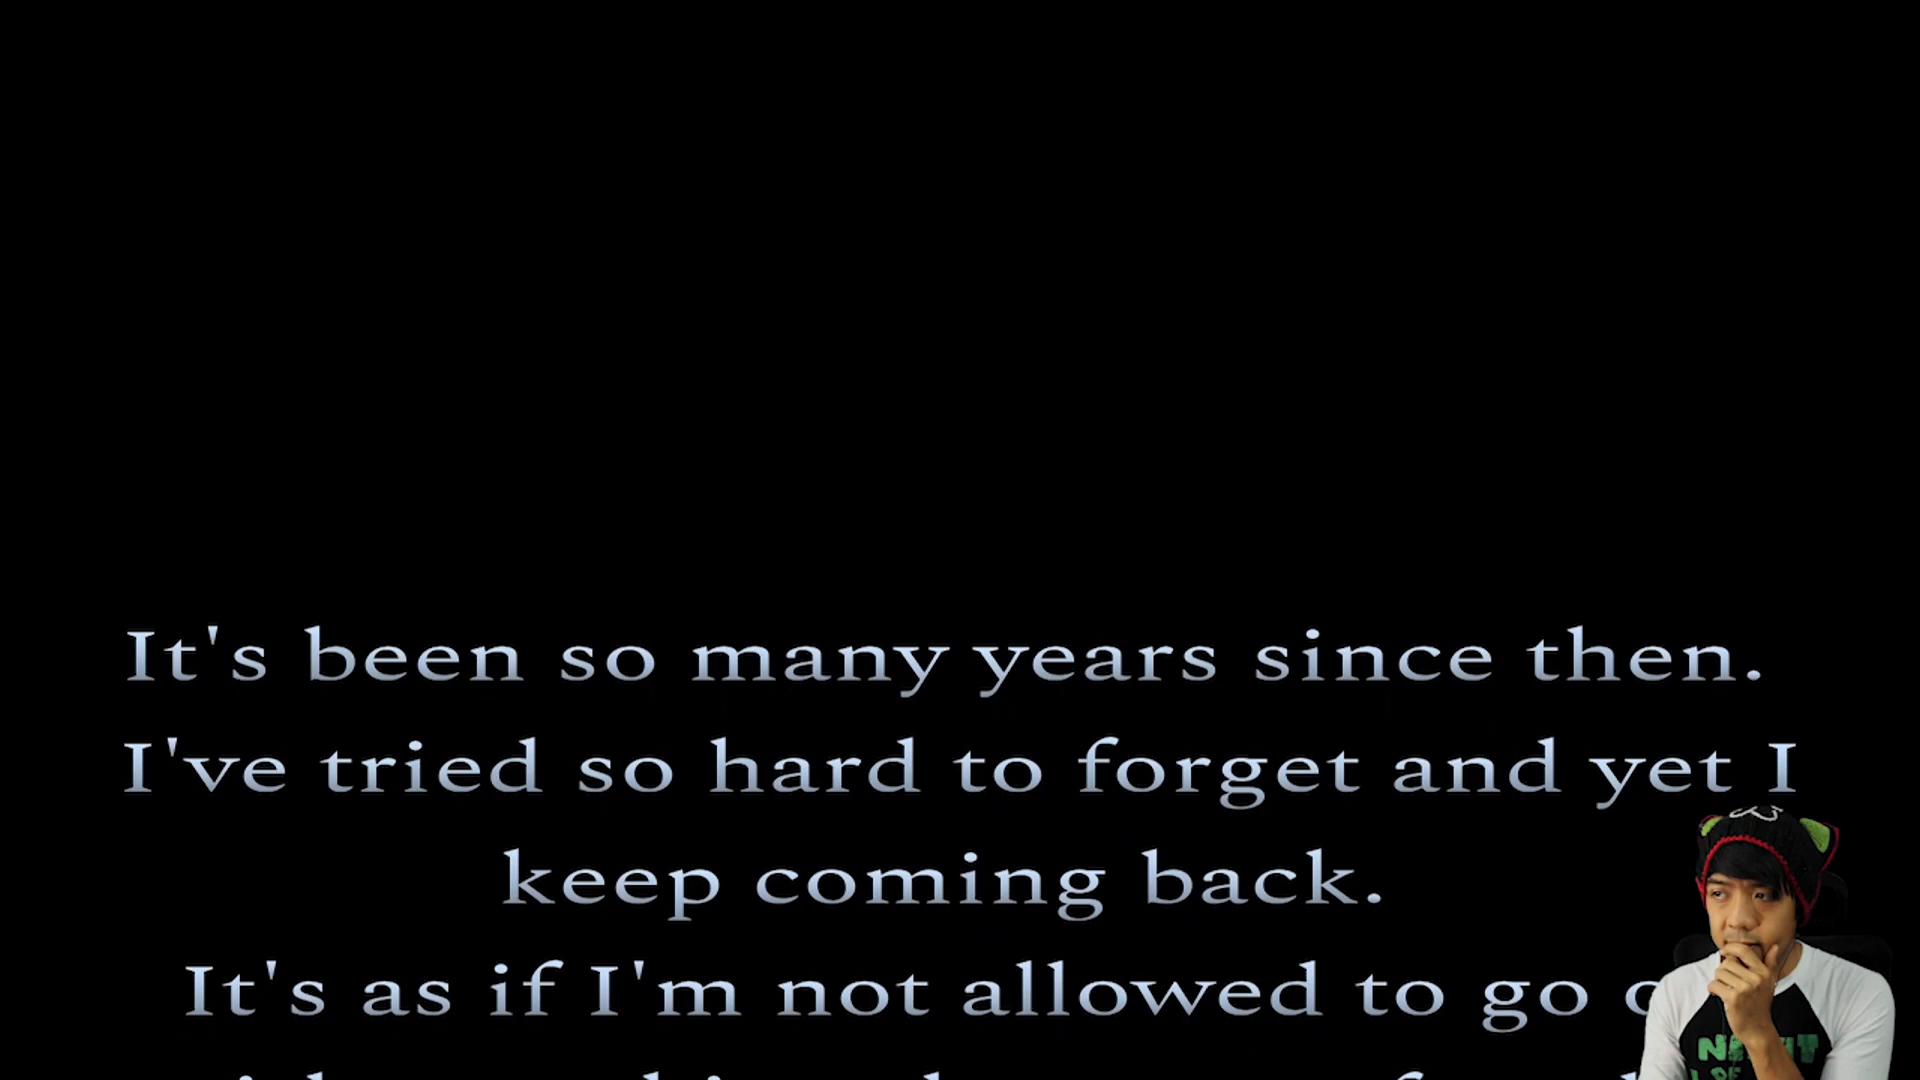 It's been so many years since then.
I've tried so hard to forget and yet I
keep coming back.
It's as if I'm not allowed to go